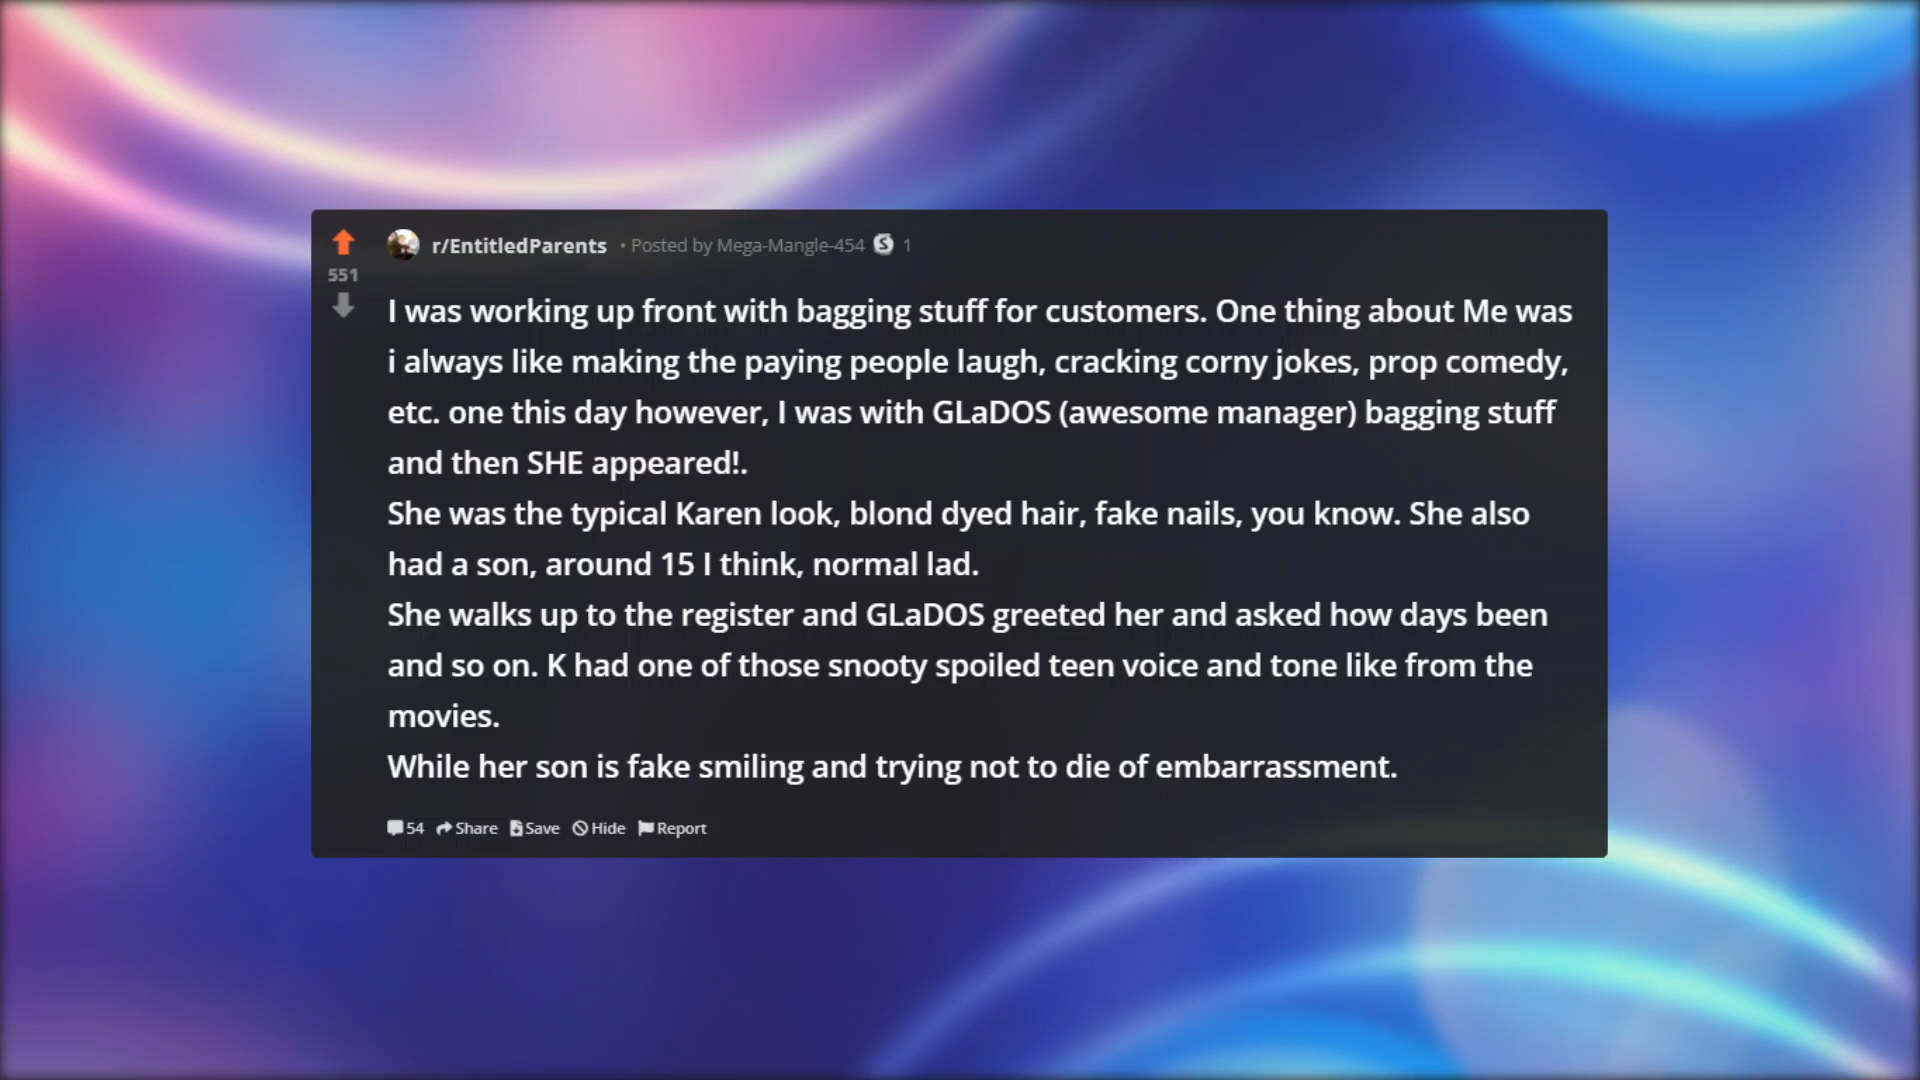 r/EntitledParents • Posted by Mega-Mangle-454 S 1
551
I was working up front with bagging stuff for customers. One thing about Me was
i always like making the paying people laugh, cracking corny jokes, prop comedy,
etc. one this day however, I was with GLaDOS (awesome manager) bagging stuff
and then SHE appeared!.
She was the typical Karen look, blond dyed hair, fake nails, you know. She also
had a son, around 15 I think, normal lad.
She walks up to the register and GLaDOS greeted her and asked how days been
and so on. K had one of those snooty spoiled teen voice and tone like from the
movies.
While her son is fake smiling and trying not to die of embarrassment.
54 Share Save Hide Report